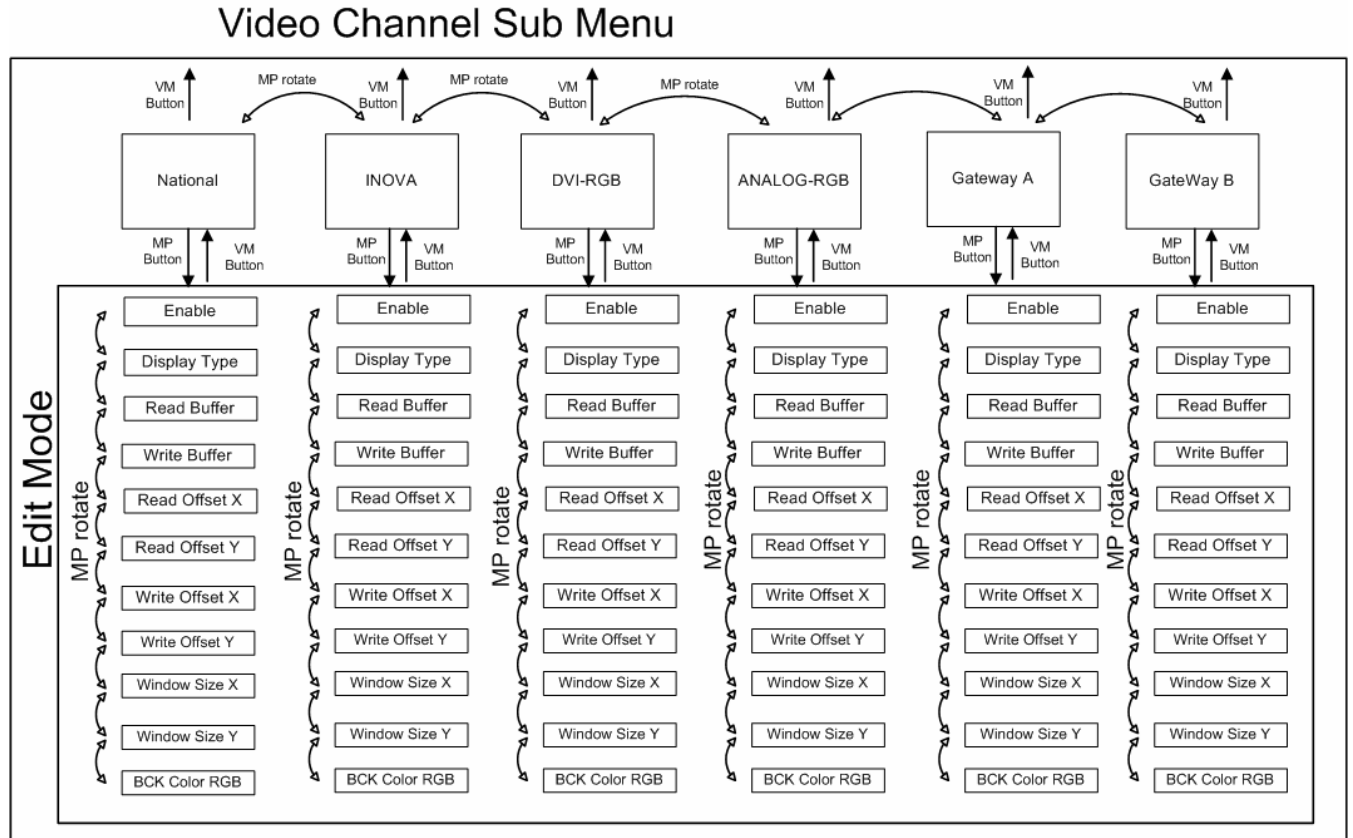 Video Channel Sub Menu
VM
Button
MP rotate
VM
Button
MP rotate
VM
Button
MP rotate
VM
Button
VM
Button
VM
Button
National
INOVA
DVI-RGB
ANALOG-RGB
Gateway A
GateWay B
MP
Button
VM
Button
MP
Button
VM
Button
MP
Button
VM
Button
MP
Button
VM
Button
MP
Button
VM
Button
MP
Button
VM
Button
Edit Mode
MP rotate
Enable
Display Type
Read Buffer
Write Buffer
Read Offset X
Read Offset Y
Write Offset X
Write Offset Y
Window Size X
Window Size Y
BCK Color RGB
MP rotate
Enable
Display Type
Read Buffer
Write Buffer
Read Offset X
Read Offset Y
Write Offset X
Write Offset Y
Window Size X
Window Size Y
BCK Color RGB
MP rotate
Enable
Display Type
Read Buffer
Write Buffer
Read Offset X
Read Offset Y
Write Offset X
Write Offset Y
Window Size X
Window Size Y
BCK Color RGB
MP rotate
Enable
Display Type
Read Buffer
Write Buffer
Read Offset X
Read Offset Y
Write Offset X
Write Offset Y
Window Size X
Window Size Y
BCK Color RGB
MP rotate
Enable
Display Type
Read Buffer
Write Buffer
Read Offset X
Read Offset Y
Write Offset X
Write Offset Y
Window Size X
Window Size Y
BCK Color RGB
MP rotate
Enable
Display Type
Read Buffer
Write Buffer
Read Offset X
Read Offset Y
Write Offset X
Write Offset Y
Window Size X
Window Size Y
BCK Color RGB